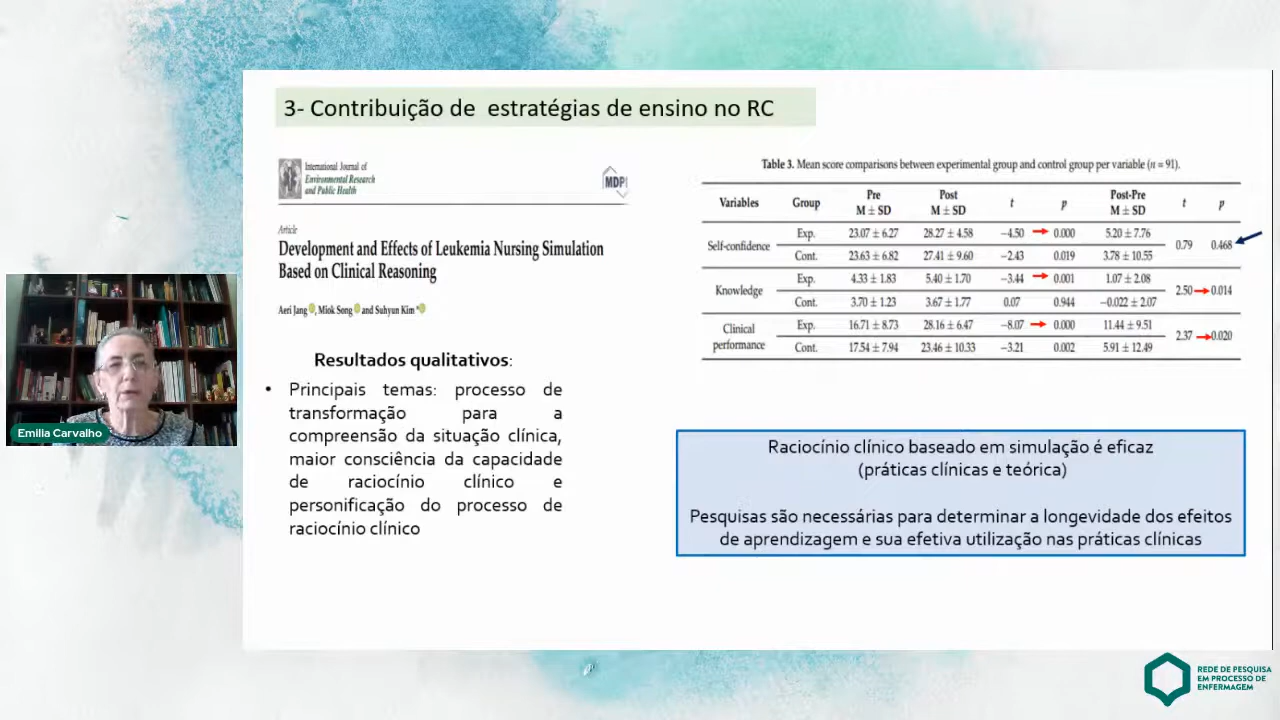 3- Contribuição de estratégias de ensino no RC
International Journal of
Environmental Research
and Public Health
MDPI
Article
Development and Effects of Leukemia Nursing Simulation
Based on Clinical Reasoning
Aeri Jang, Miok Song and Suhyun Kim *
Resultados qualitativos:
• Principais temas: processo de
transformação para a
compreensão da situação clínica,
maior consciência da capacidade
de raciocínio clínico e
personificação do processo de
raciocínio clínico
Table 3. Mean score comparisons between experimental group and control group per variable (n = 91).
Variables Group Pre M ± SD Post M ± SD t p Post-Pre M ± SD t p
Self-confidence Exp. 23.07 ± 6.27 28.27 ± 4.58 −4.50 0.000 5.20 ± 7.76 0.79 0.468
Cont. 23.63 ± 6.82 27.41 ± 9.60 −2.43 0.019 3.78 ± 10.55
Knowledge Exp. 4.33 ± 1.83 5.40 ± 1.70 −3.44 0.001 1.07 ± 2.08 2.50 0.014
Cont. 3.70 ± 1.23 3.67 ± 1.77 0.07 0.944 −0.022 ± 2.07
Clinical performance Exp. 16.71 ± 8.73 28.16 ± 6.47 −8.07 0.000 11.44 ± 9.51 2.37 0.020
Cont. 17.54 ± 7.94 23.46 ± 10.33 −3.21 0.002 5.91 ± 12.49
Raciocínio clínico baseado em simulação é eficaz
(práticas clínicas e teórica)
Pesquisas são necessárias para determinar a longevidade dos efeitos
de aprendizagem e sua efetiva utilização nas práticas clínicas
Emilia Carvalho
REDE DE PESQUISA
EM PROCESSO DE
ENFERMAGEM